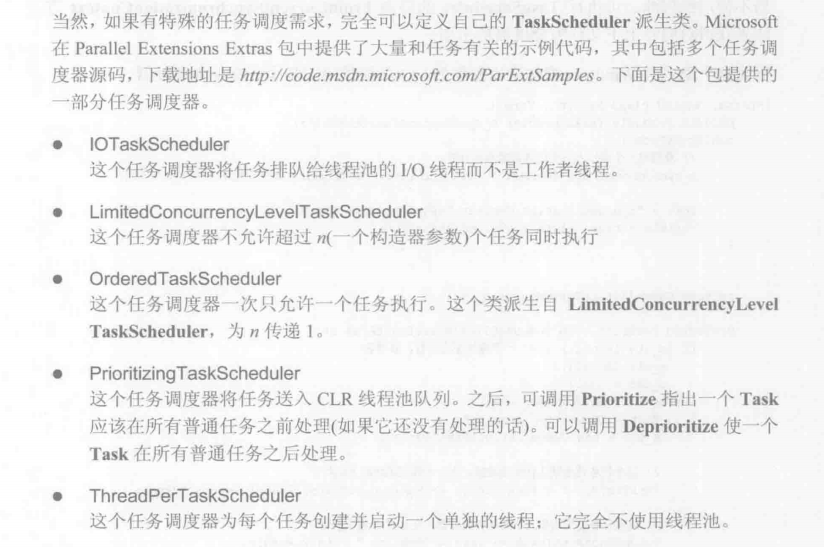 当然，如果有特殊的任务调度需求，完全可以定义自己的 TaskScheduler 派生类。Microsoft
在 Parallel Extensions Extras 包中提供了大量和任务有关的示例代码，其中包括多个任务调
度器源码，下载地址是 http://code.msdn.microsoft.com/ParExtSamples。下面是这个包提供的
一部分任务调度器。
● IOTaskScheduler
这个任务调度器将任务排队给线程池的 I/O 线程而不是工作者线程。
● LimitedConcurrencyLevelTaskScheduler
这个任务调度器不允许超过 n(一个构造器参数)个任务同时执行
● OrderedTaskScheduler
这个任务调度器一次只允许一个任务执行。这个类派生自 LimitedConcurrencyLevel
TaskScheduler，为 n 传递 1。
● PrioritizingTaskScheduler
这个任务调度器将任务送入 CLR 线程池队列。之后，可调用 Prioritize 指出一个 Task
应该在所有普通任务之前处理(如果它还没有处理的话)。可以调用 Deprioritize 使一个
Task 在所有普通任务之后处理。
● ThreadPerTaskScheduler
这个任务调度器为每个任务创建并启动一个单独的线程；它完全不使用线程池。